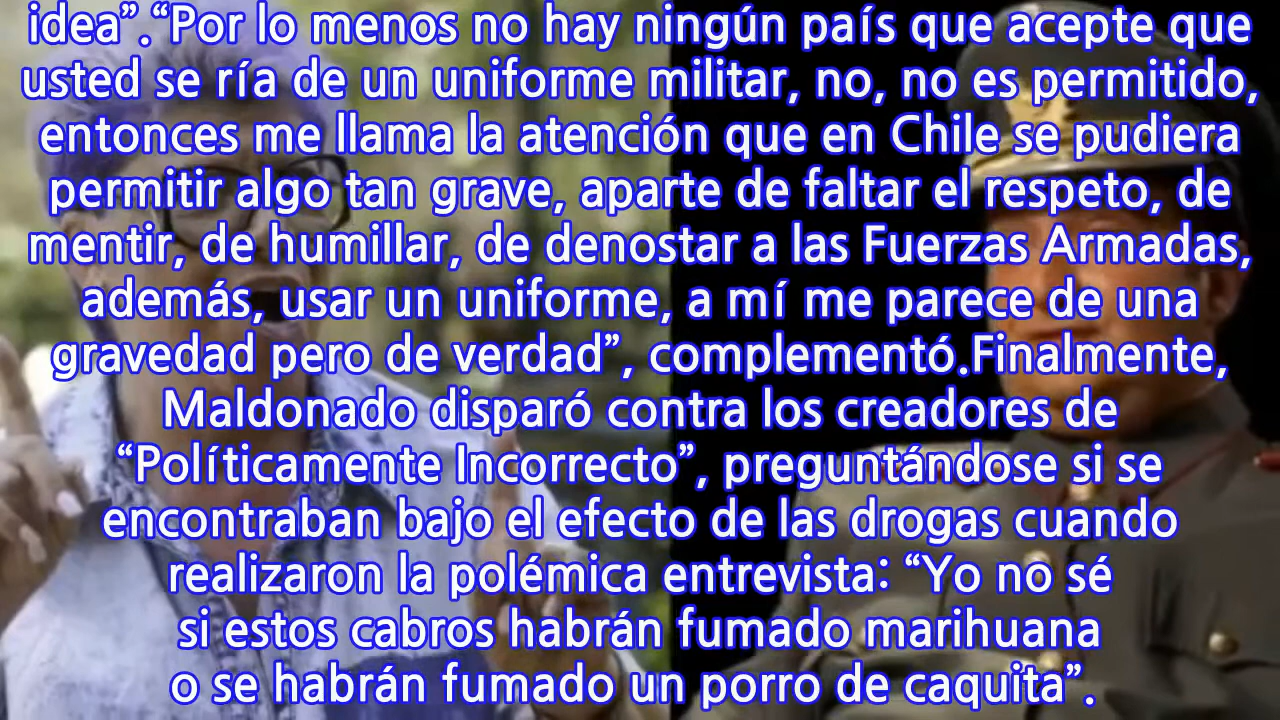 idea”.“Por lo menos no hay ningún país que acepte que
usted se ría de un uniforme militar, no, no es permitido,
entonces me llama la atención que en Chile se pudiera
permitir algo tan grave, aparte de faltar el respeto, de
mentir, de humillar, de denostar a las Fuerzas Armadas,
además, usar un uniforme, a mí me parece de una
gravedad pero de verdad”, complementó.Finalmente,
Maldonado disparó contra los creadores de
“Políticamente Incorrecto”, preguntándose si se
encontraban bajo el efecto de las drogas cuando
realizaron la polémica entrevista: “Yo no sé
si estos cabros habrán fumado marihuana
o se habrán fumado un porro de caquita”.